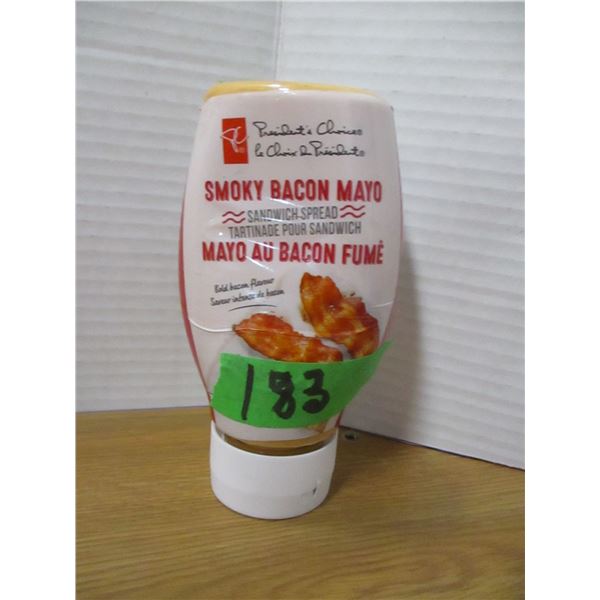 PC
President's Choice®
le Choix du Président®
SMOKY BACON MAYO
SANDWICH SPREAD
TARTINADE POUR SANDWICH
MAYO AU BACON FUMÉ
Bold bacon flavour
Saveur intense de bacon
183